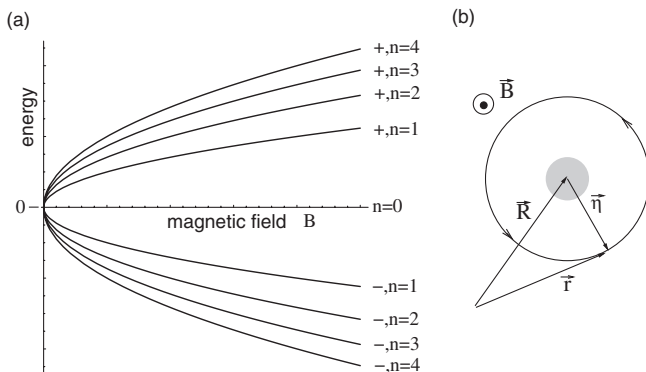 (a)
energy
+,n=4
+,n=3
+,n=2
+,n=1
0
magnetic field B
n=0
−,n=1
−,n=2
−,n=3
−,n=4
(b)
B⃗
R⃗
η⃗
r⃗